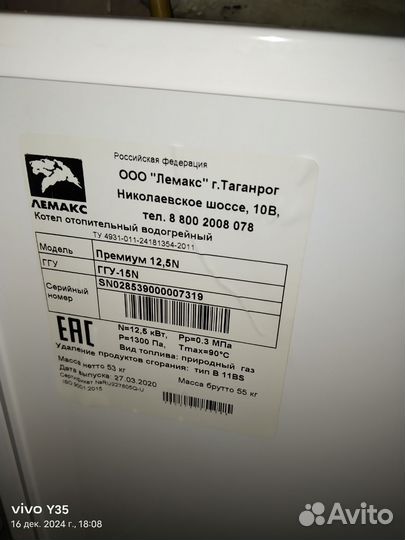 Российская Федерация
ООО "Лемакс" г.Таганрог
Николаевское шоссе, 10В,
тел. 8 800 2008 078
ЛЕМАКС
Котел отопительный водогрейный
ТУ 4931-011-24181354-2011
Модель Премиум 12,5N
ГГУ ГГУ-15N
Серийный номер SN028539000007319
ЕАС
N=12,5 кВт, Pp=0.3 МПа
P=1300 Па, Tmax=90°C
Вид топлива: природный газ
Удаление продуктов сгорания: тип В 11BS
Масса нетто 53 кг Масса брутто 55 кг
Дата выпуска 27.03.2020
Сертификат №RU227605Q-U
ISO 9001:2015
vivo Y35
16 дек. 2024 г., 18:08
Avito